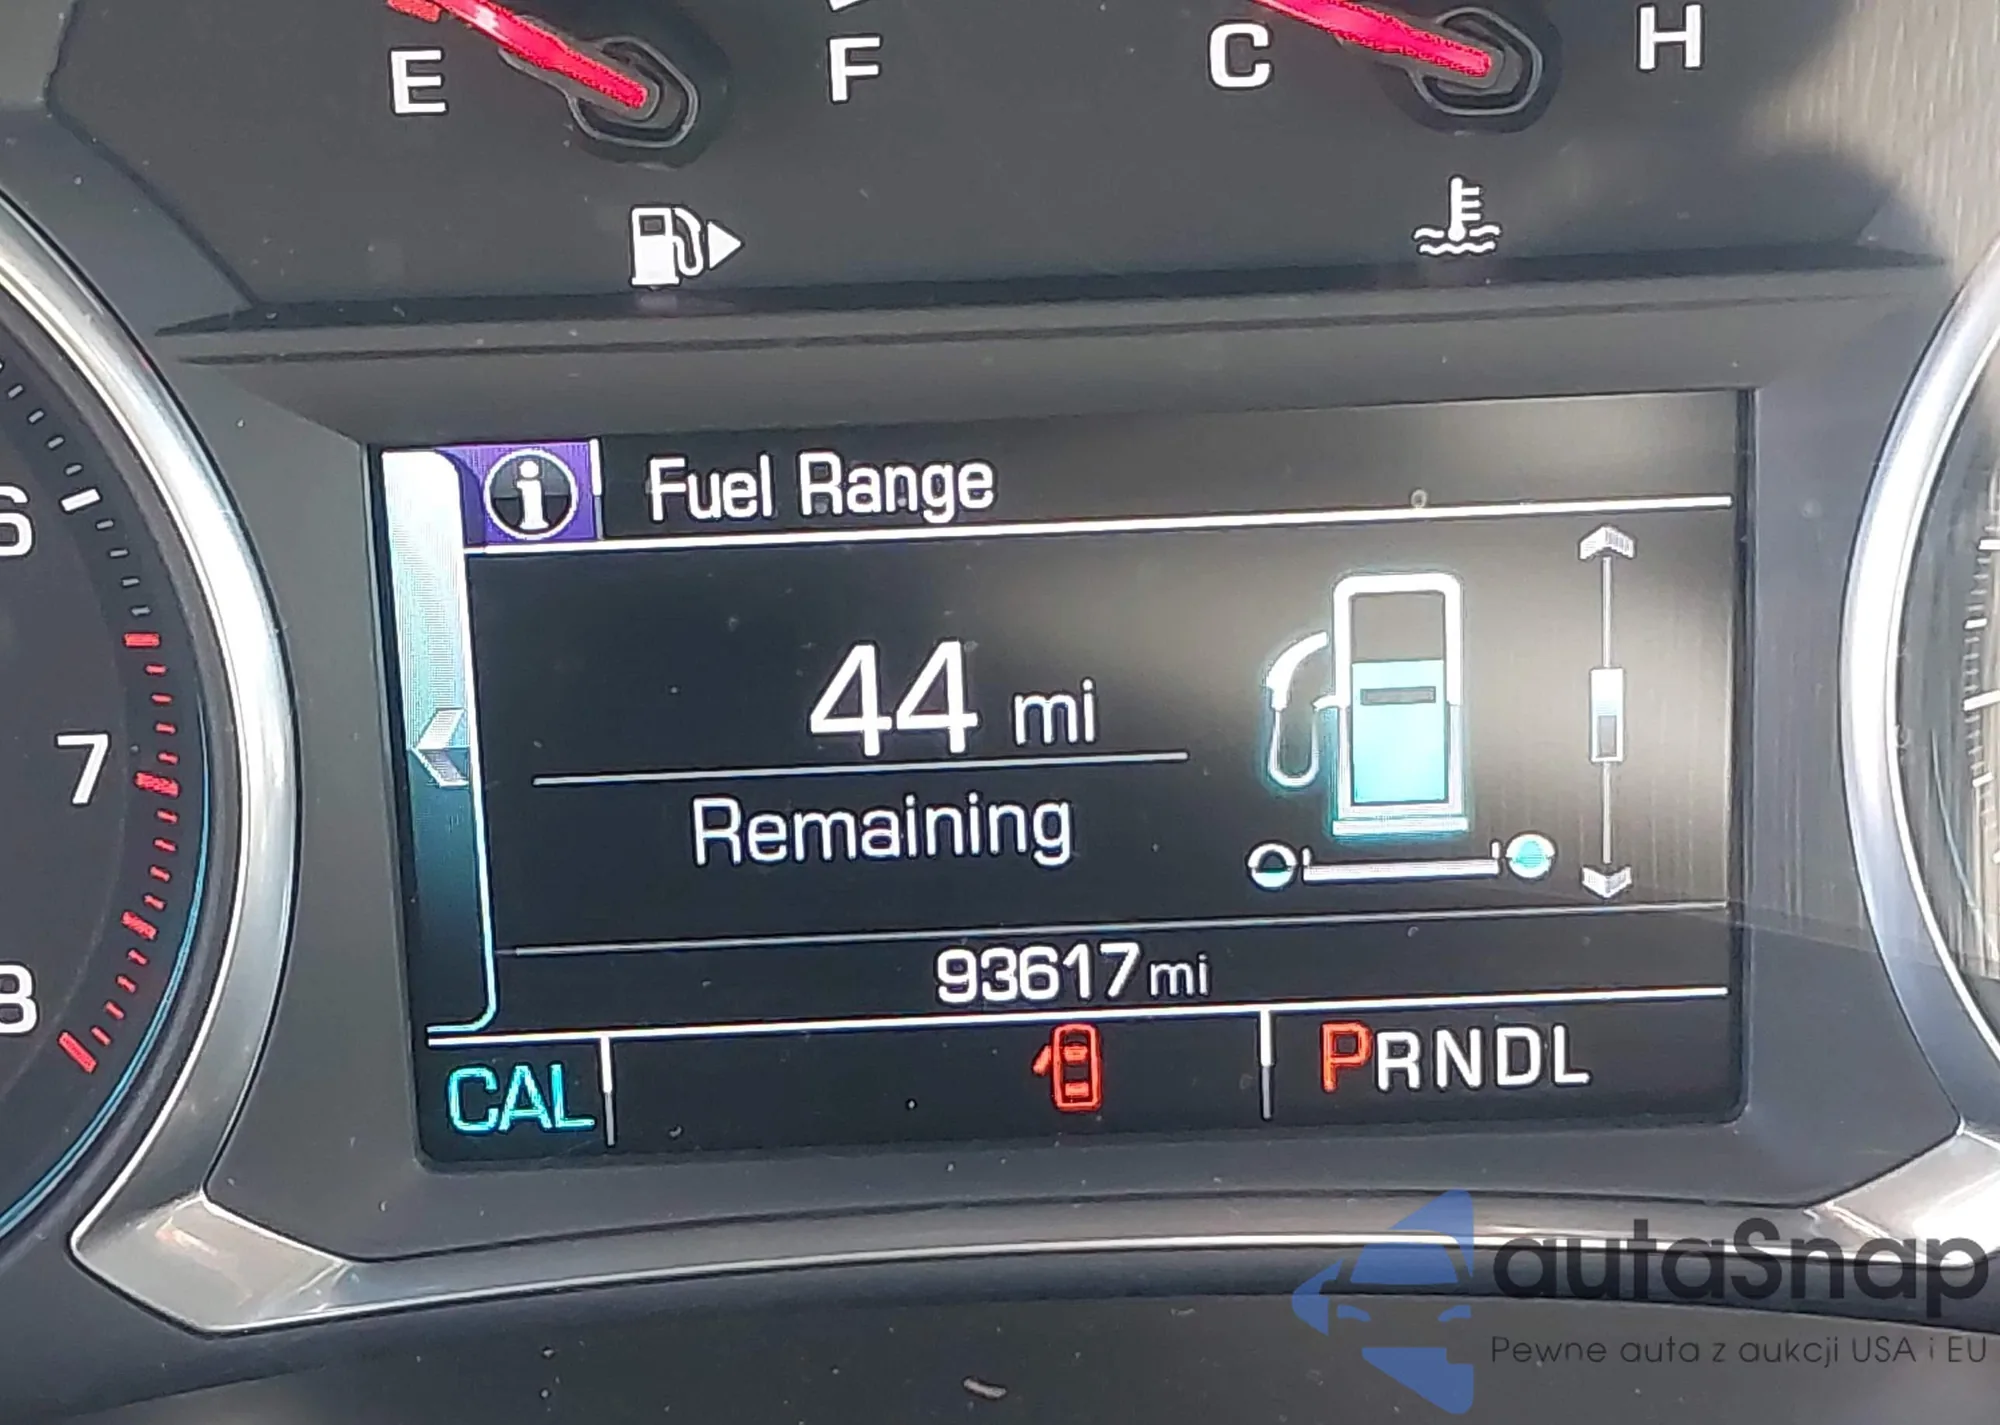 E F C H
Fuel Range
6
44 mi
7
Remaining
93617 mi
8
CAL
PRNDL
autaSnap
Pewne auta z aukcji USA i EU